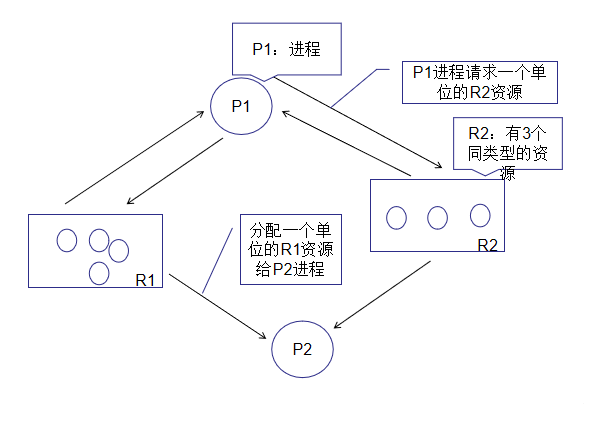 P1：进程
P1进程请求一个单
位的R2资源
P1
R2：有3个
同类型的资
源
R2
R1
分配一个单
位的R1资源
给P2进程
P2